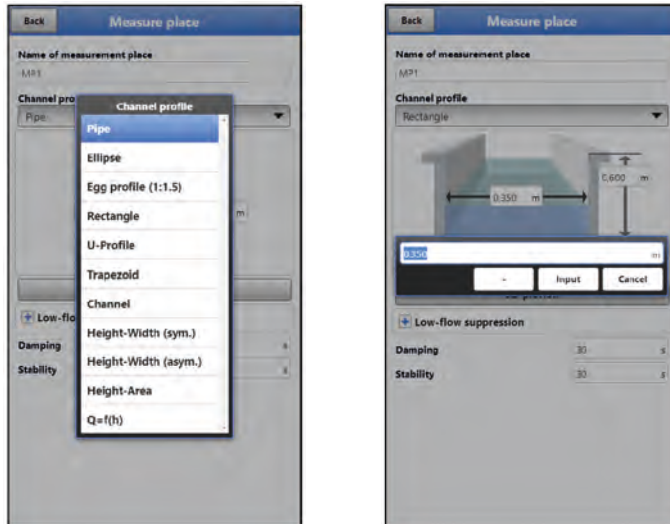 Back
Measure place
Name of measurement place
MP1
Channel pro
Pipe
Channel profile
Pipe
Ellipse
Egg profile (1:1.5)
Rectangle
U-Profile
Trapezoid
Channel
Height-Width (sym.)
Height-Width (asym.)
Height-Area
Q=f(h)
m
Low-flo
Damping
s
Stability
s
Back
Measure place
Name of measurement place
MP1
Channel profile
Rectangle
0.600 m
0.350 m
0.350 m
-
Input
Cancel
Low-flow suppression
Damping
30 s
Stability
30 s